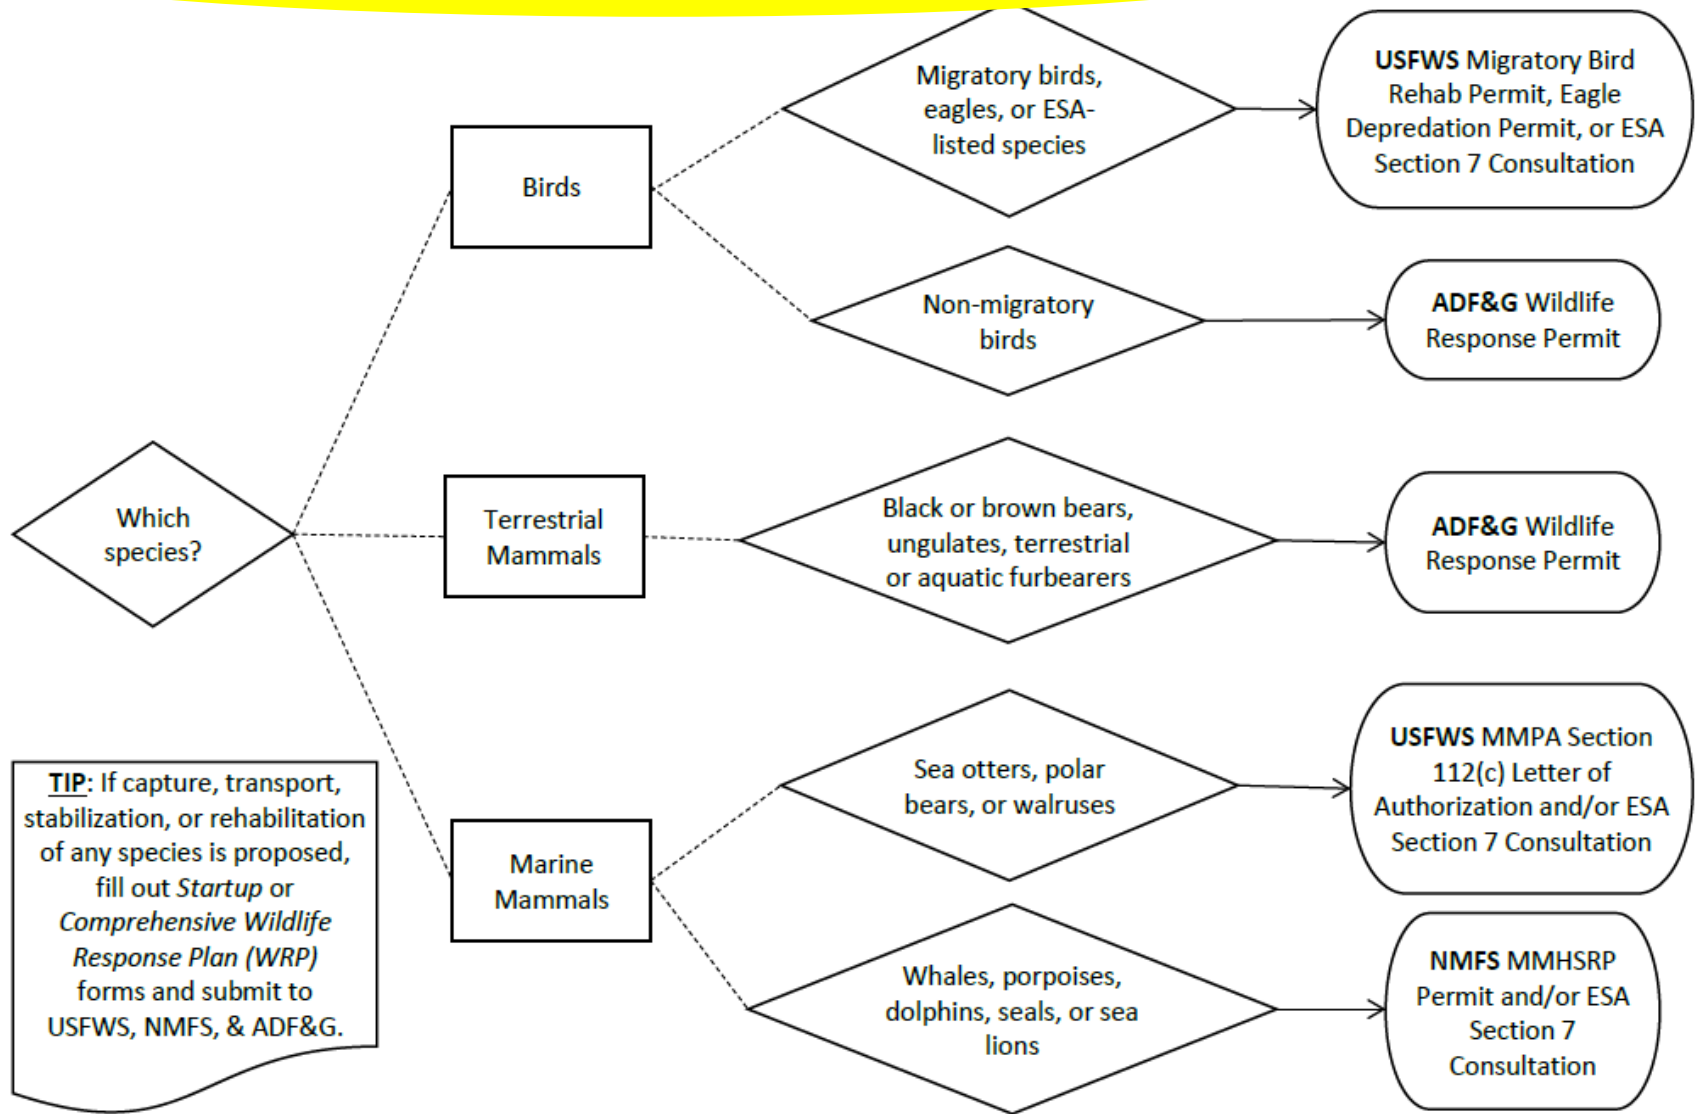 Migratory birds,
eagles, or ESA-
listed species
USFWS Migratory Bird
Rehab Permit, Eagle
Depredation Permit, or ESA
Section 7 Consultation
Birds
Non-migratory
birds
ADF&G Wildlife
Response Permit
Which
species?
Terrestrial
Mammals
Black or brown bears,
ungulates, terrestrial
or aquatic furbearers
ADF&G Wildlife
Response Permit
Marine
Mammals
Sea otters, polar
bears, or walruses
USFWS MMPA Section
112(c) Letter of
Authorization and/or ESA
Section 7 Consultation
Whales, porpoises,
dolphins, seals, or sea
lions
NMFS MMHSRP
Permit and/or ESA
Section 7
Consultation
TIP: If capture, transport,
stabilization, or rehabilitation
of any species is proposed,
fill out Startup or
Comprehensive Wildlife
Response Plan (WRP)
forms and submit to
USFWS, NMFS, & ADF&G.